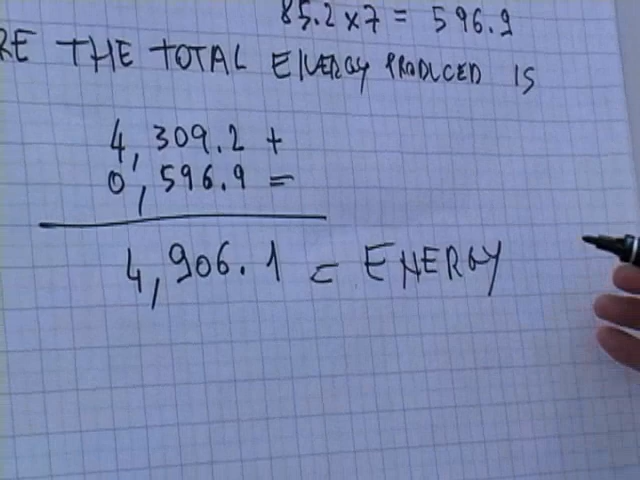 85.2 x 7 = 596.9
RE THE TOTAL ENERGY PRODUCED IS
4,309.2 +
0,596.9 =
4,906.1 = ENERGY